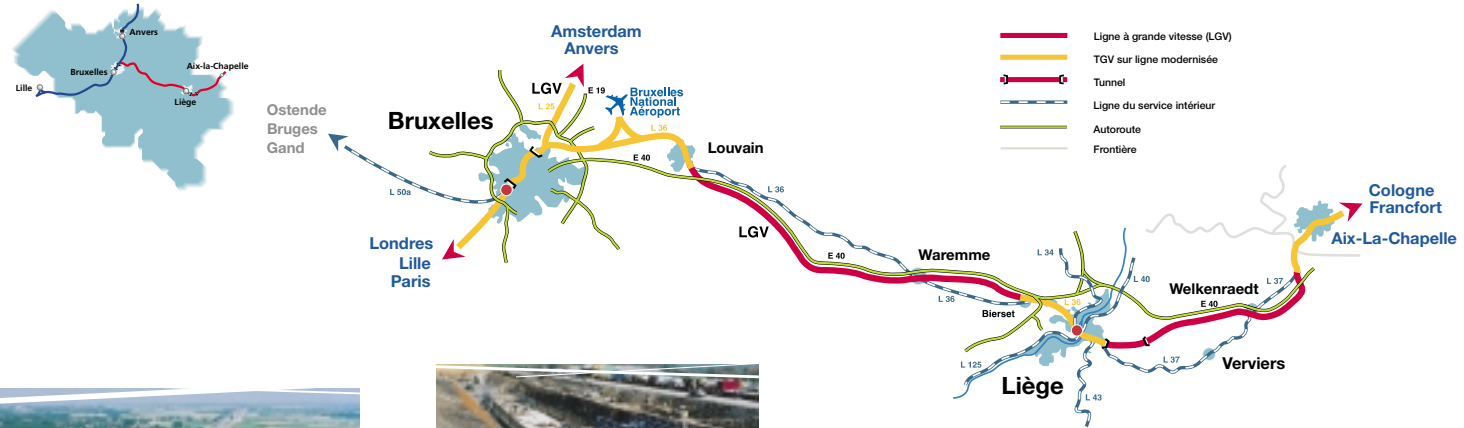 Anvers
Bruxelles
Aix-la-Chapelle
Lille
Liège
Ostende
Bruges
Gand
L 50a
Bruxelles
Amsterdam
Anvers
LGV
L 25
E 19
Bruxelles
National
Aéroport
L 36
Louvain
E 40
Londres
Lille
Paris
L 36
LGV
E 40
Waremme
L 36
Bierset
L 36
L 34
L 40
L 125
Liège
L 43
L 37
Verviers
Welkenraedt
E 40
L 37
Cologne
Francfort
Aix-La-Chapelle
Ligne à grande vitesse (LGV)
TGV sur ligne modernisée
Tunnel
Ligne du service intérieur
Autoroute
Frontière